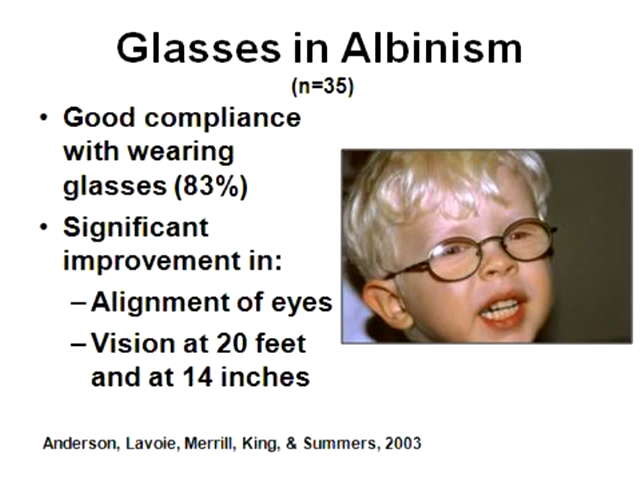 Glasses in Albinism
(n=35)
• Good compliance
with wearing
glasses (83%)
• Significant
improvement in:
– Alignment of eyes
– Vision at 20 feet
and at 14 inches
Anderson, Lavoie, Merrill, King, & Summers, 2003